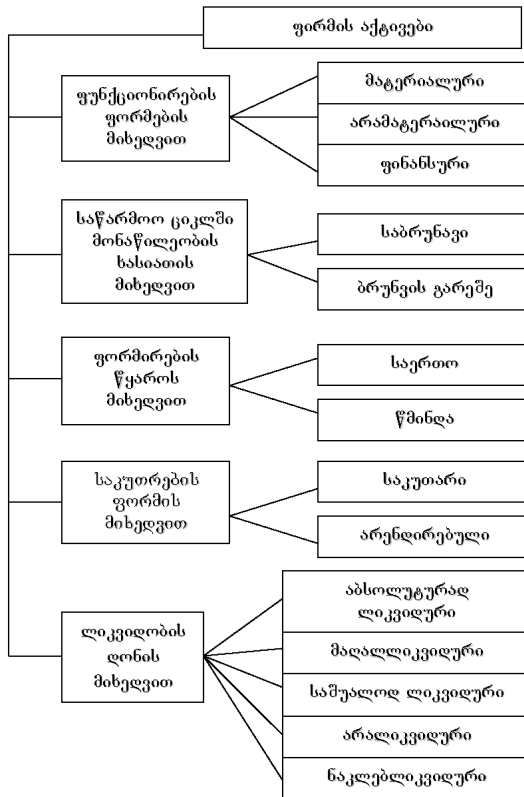 ფირმის აქტივები
ფუნქციონირების
ფორმების
მიხედვით
მატერიალური
არამატერაილური
ფინანსური
საწარმოო ციკლში
მონაწილეობის
ხასიათის
მიხედვით
საბრუნავი
ბრუნვის გარეშე
ფორმირების
წყაროს
მიხედვით
საერთო
წმინდა
საკუთრების
ფორმის
მიხედვით
საკუთარი
არენდირებული
ლიკვიდობის
დონის
მიხედვით
აბსოლუტურად
ლიკვიდური
მაღალლიკვიდური
საშუალოდ ლიკვიდური
არალიკვიდური
ნაკლებლიკვიდური